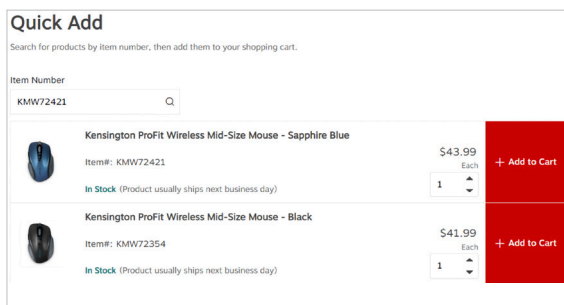 Quick Add
Search for products by item number, then add them to your shopping cart.
Item Number
KMW72421
Kensington ProFit Wireless Mid-Size Mouse - Sapphire Blue
Item#: KMW72421
In Stock (Product usually ships next business day)
$43.99
Each
1
+ Add to Cart
Kensington ProFit Wireless Mid-Size Mouse - Black
Item#: KMW72354
In Stock (Product usually ships next business day)
$41.99
Each
1
+ Add to Cart